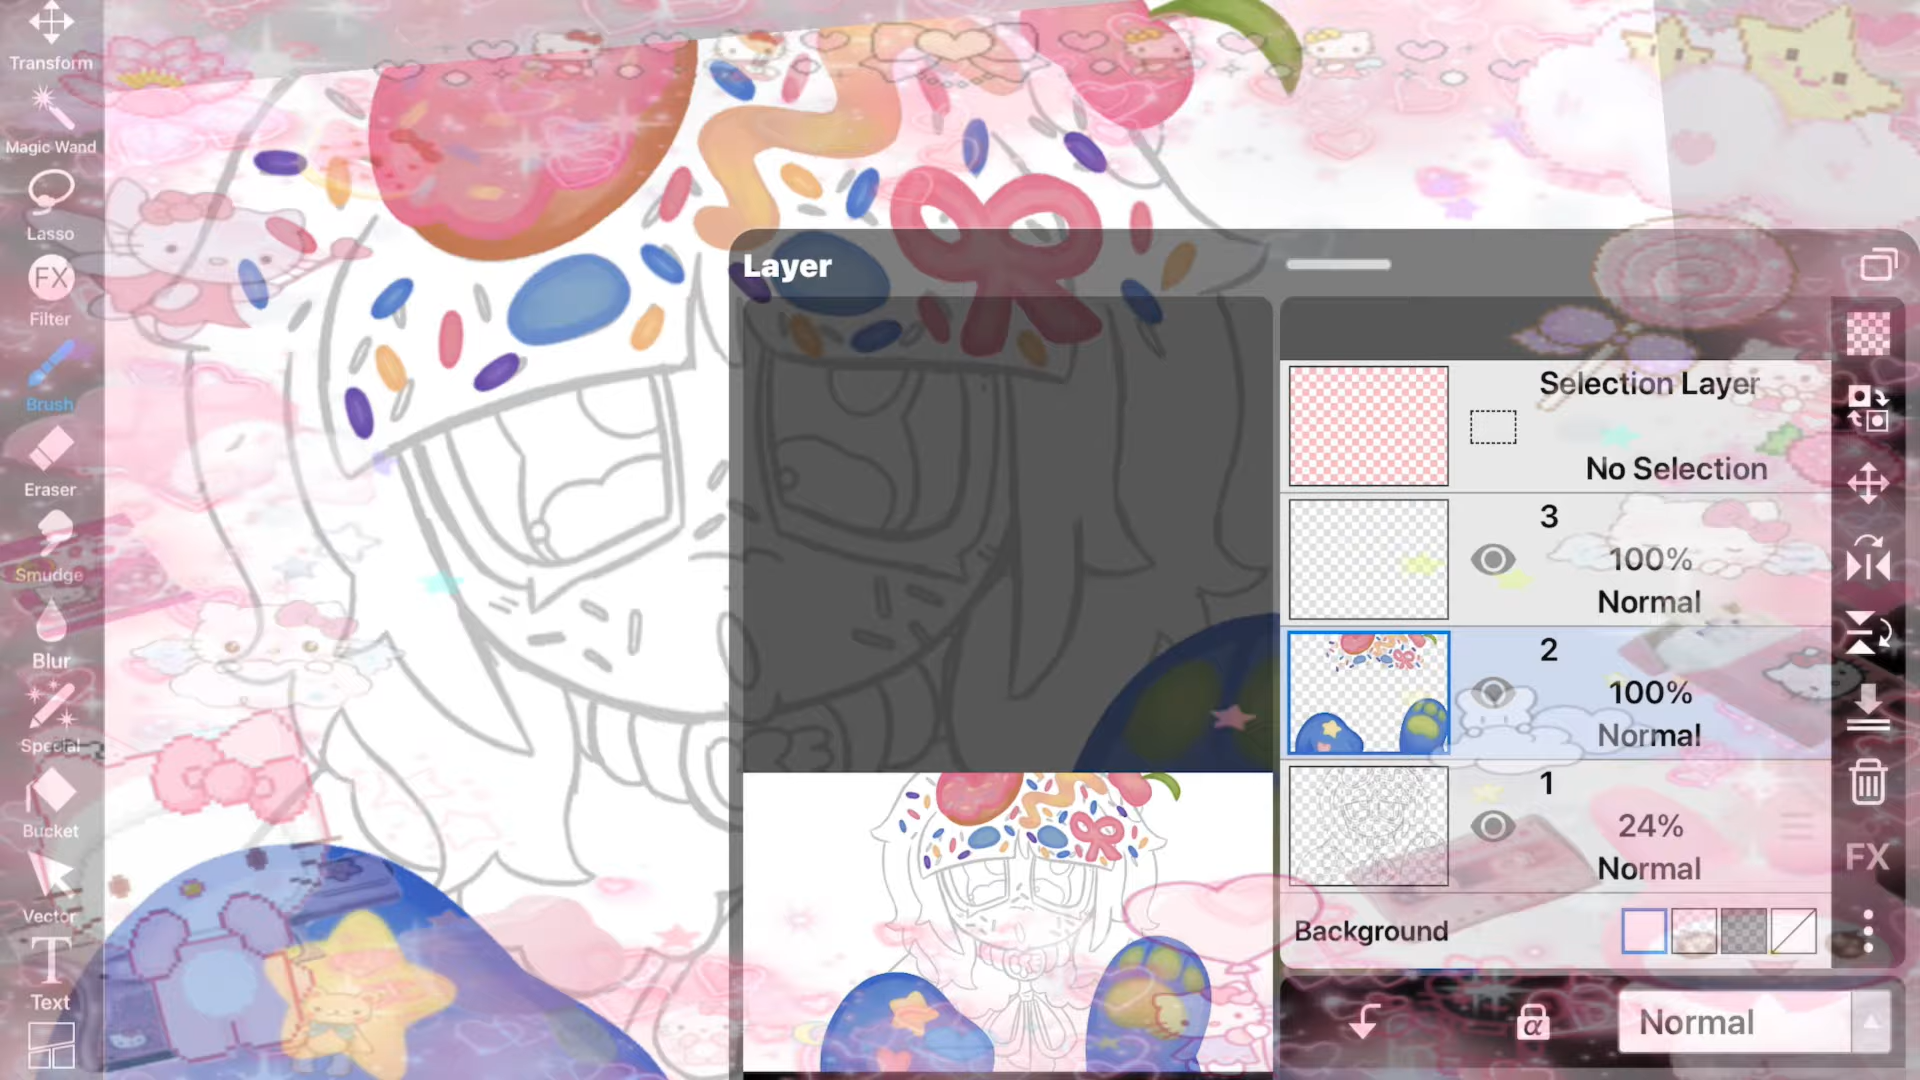 Transform
Magic Wand
Lasso
FX
Filter
Brush
Eraser
Smudge
Blur
Special
Bucket
Vector
T
Text
Layer
Selection Layer
No Selection
3
100%
Normal
2
100%
Normal
1
24%
Normal
Background
FX
α
Normal